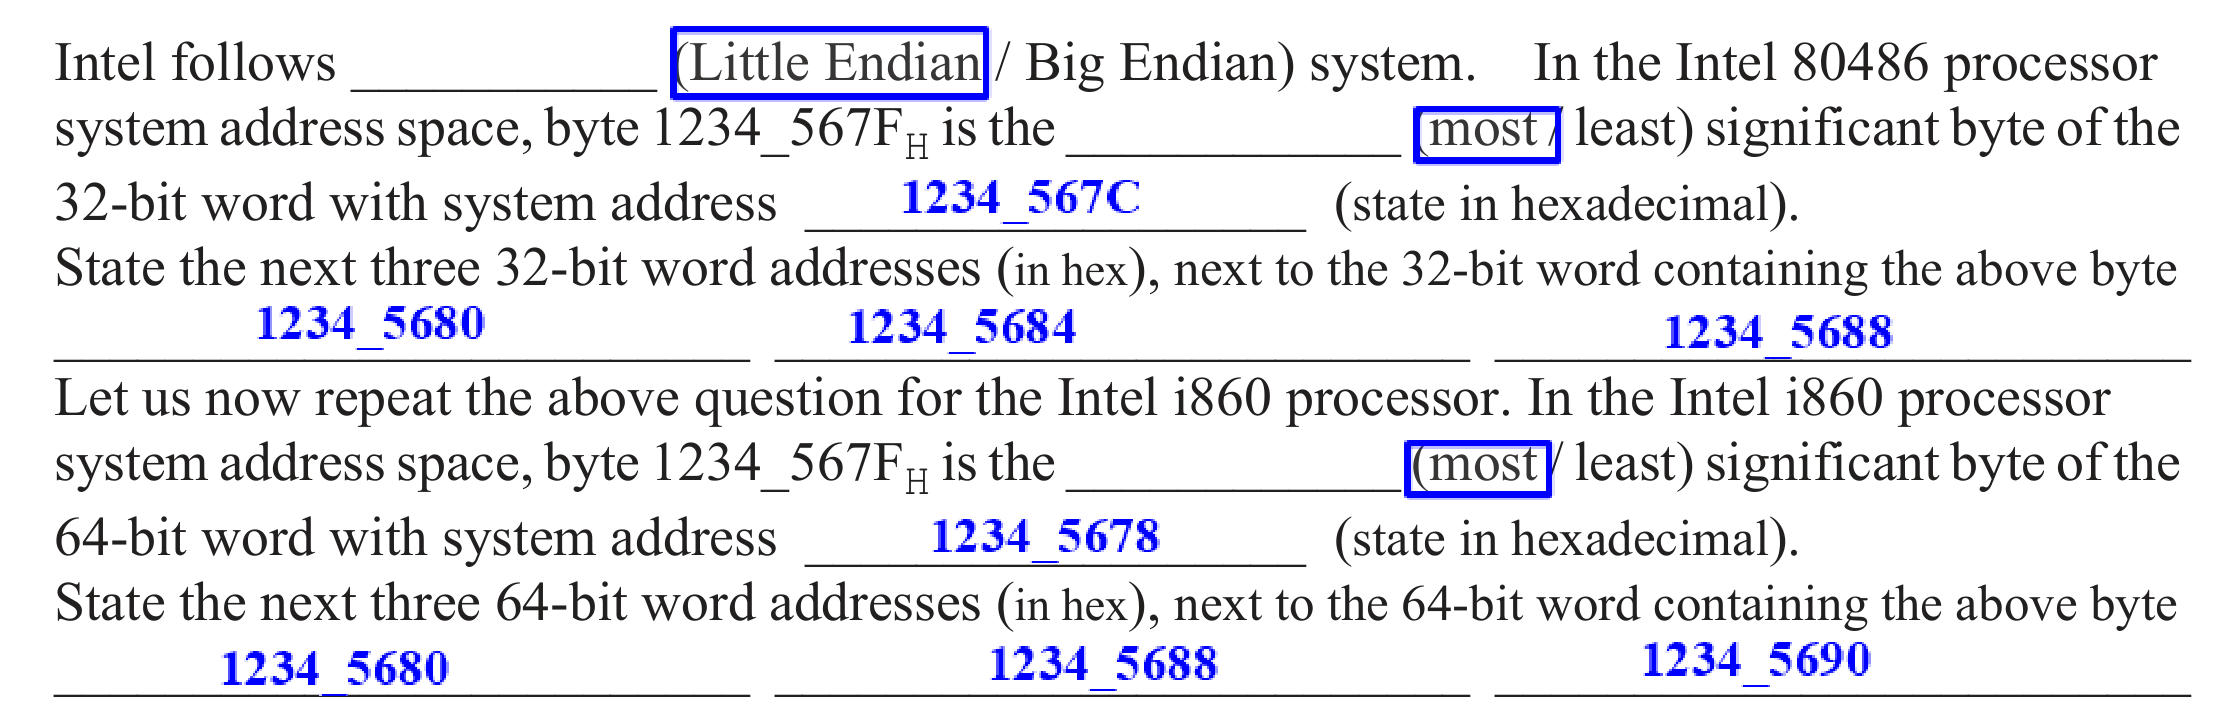 Intel follows ___________ (Little Endian / Big Endian) system. In the Intel 80486 processor
system address space, byte 1234_567FH is the ____________ (most / least) significant byte of the
32-bit word with system address 1234_567C (state in hexadecimal).
State the next three 32-bit word addresses (in hex), next to the 32-bit word containing the above byte
1234_5680 1234_5684 1234_5688
Let us now repeat the above question for the Intel i860 processor. In the Intel i860 processor
system address space, byte 1234_567FH is the ____________ (most / least) significant byte of the
64-bit word with system address 1234_5678 (state in hexadecimal).
State the next three 64-bit word addresses (in hex), next to the 64-bit word containing the above byte
1234_5680 1234_5688 1234_5690